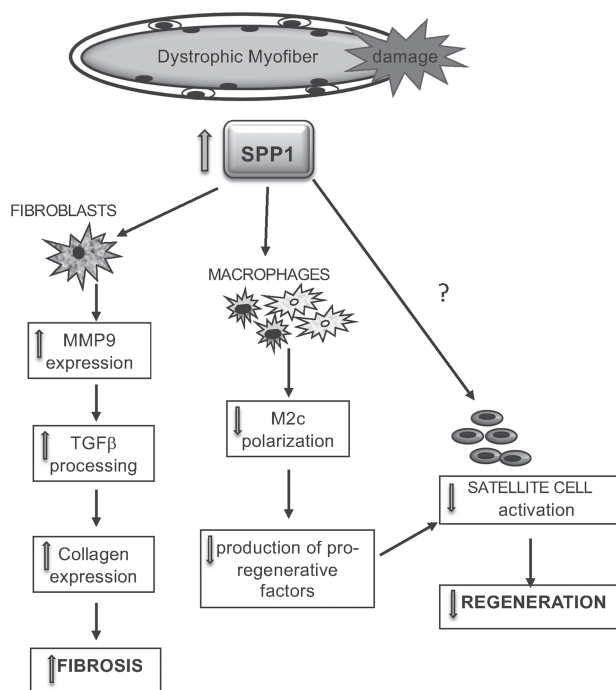 Dystrophic Myofiber
damage
SPP1
FIBROBLASTS
MMP9
expression
TGFβ
processing
Collagen
expression
FIBROSIS
MACROPHAGES
M2c
polarization
production of pro-
regenerative
factors
?
SATELLITE CELL
activation
REGENERATION